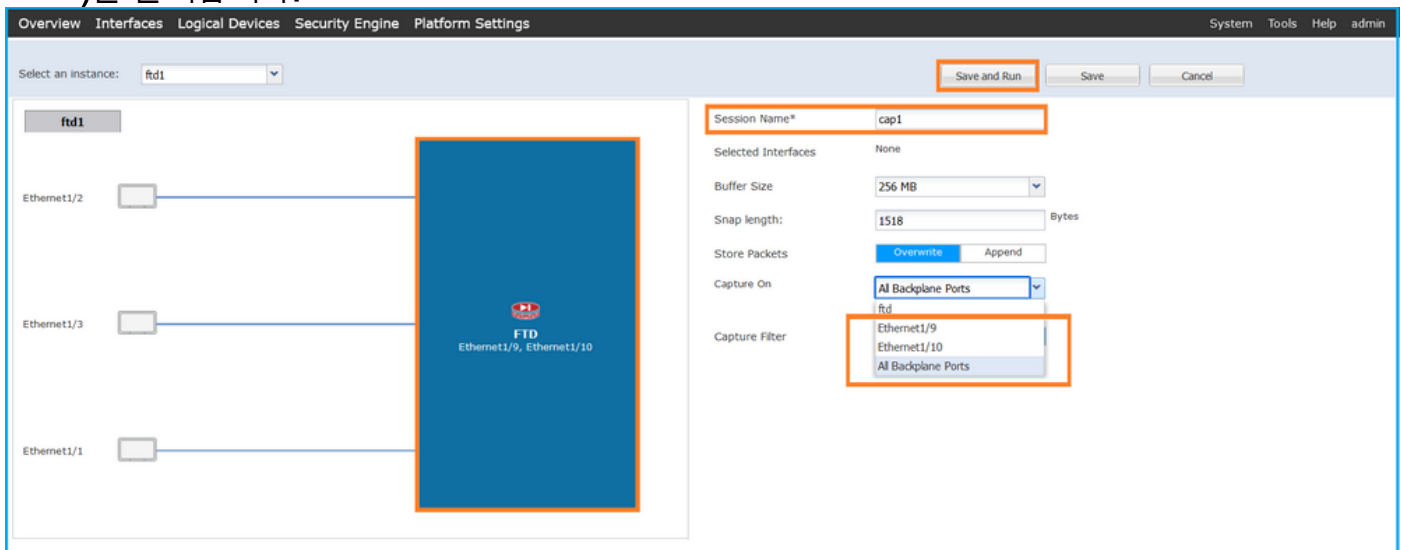 Overview Interfaces Logical Devices Security Engine Platform Settings System Tools Help admin
Select an instance: ftd1 Save and Run Save Cancel
ftd1
Ethernet1/2
Ethernet1/3
Ethernet1/1
FTD
Ethernet1/9, Ethernet1/10
Session Name* cap1
Selected Interfaces None
Buffer Size 256 MB
Snap length: 1518 Bytes
Store Packets Overwrite Append
Capture On All Backplane Ports
ftd
Ethernet1/9
Capture Filter
Ethernet1/10
All Backplane Ports